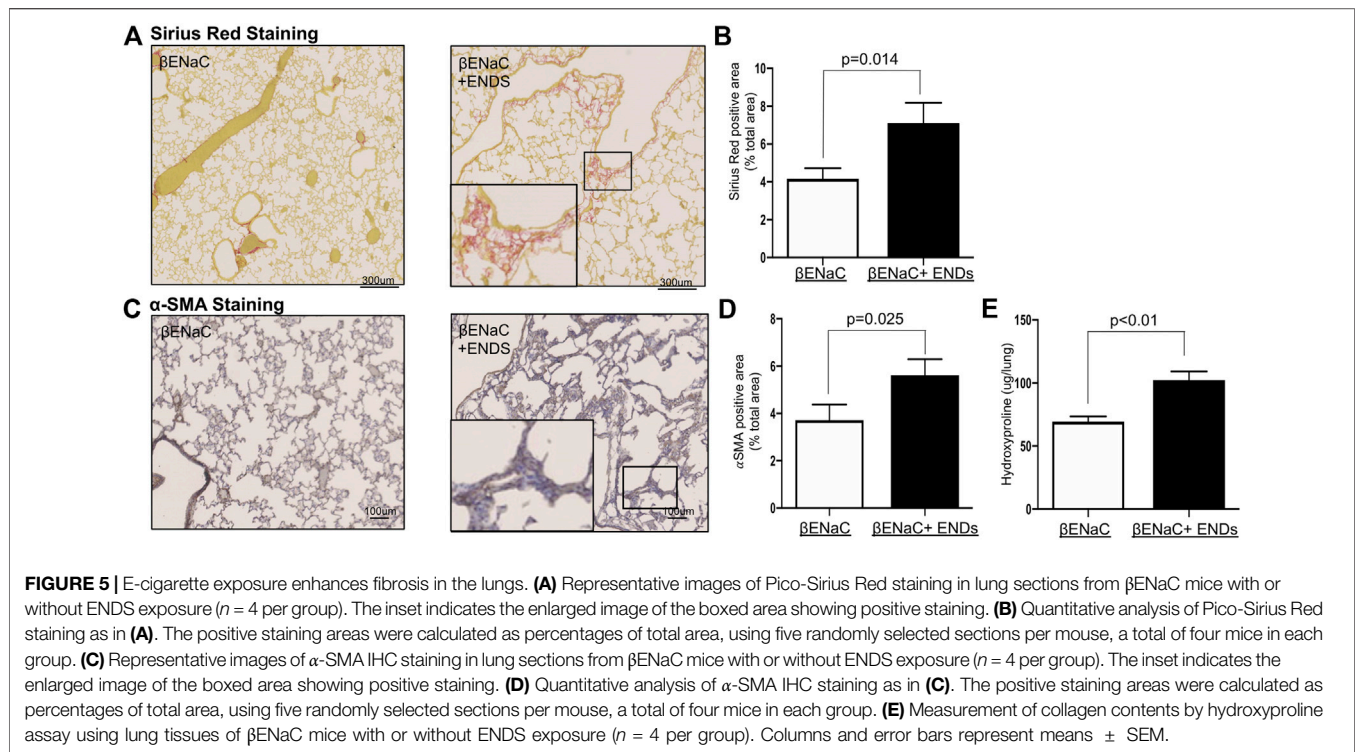 A Sirius Red Staining
βENaC
300um
βENaC
+ENDS
300um
B
p=0.014
Sirius Red positive area
(% total area)
10
8
6
4
2
0
βENaC
βENaC+ ENDs
C α-SMA Staining
βENaC
100um
βENaC
+ENDS
100um
D
p=0.025
αSMA positive area
(% total area)
8
6
4
2
0
βENaC
βENaC+ ENDs
E
p<0.01
Hydroxyproline (ug/lung)
150
100
50
0
βENaC
βENaC+ ENDs
FIGURE 5 | E-cigarette exposure enhances fibrosis in the lungs. (A) Representative images of Pico-Sirius Red staining in lung sections from βENaC mice with or
without ENDS exposure (n = 4 per group). The inset indicates the enlarged image of the boxed area showing positive staining. (B) Quantitative analysis of Pico-Sirius Red
staining as in (A). The positive staining areas were calculated as percentages of total area, using five randomly selected sections per mouse, a total of four mice in each
group. (C) Representative images of α-SMA IHC staining in lung sections from βENaC mice with or without ENDS exposure (n = 4 per group). The inset indicates the
enlarged image of the boxed area showing positive staining. (D) Quantitative analysis of α-SMA IHC staining as in (C). The positive staining areas were calculated as
percentages of total area, using five randomly selected sections per mouse, a total of four mice in each group. (E) Measurement of collagen contents by hydroxyproline
assay using lung tissues of βENaC mice with or without ENDS exposure (n = 4 per group). Columns and error bars represent means ± SEM.